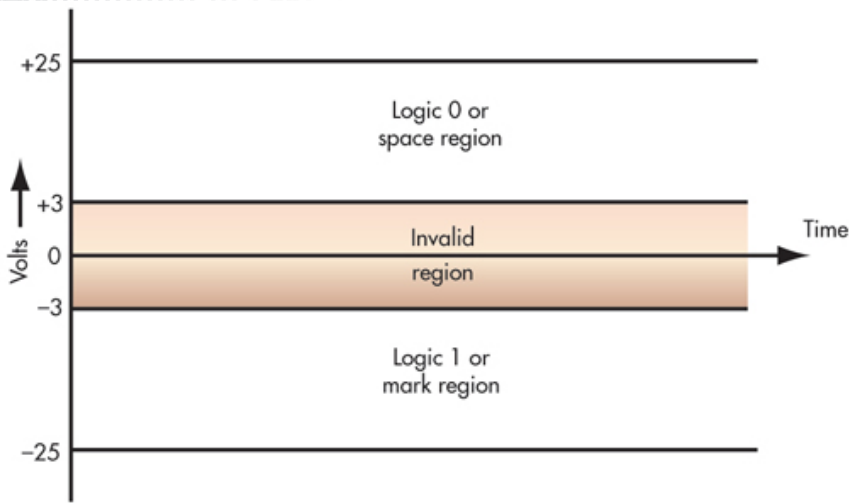 +25
Logic 0 or
space region
+3
Invalid
Time
Volts
0
region
−3
Logic 1 or
mark region
−25